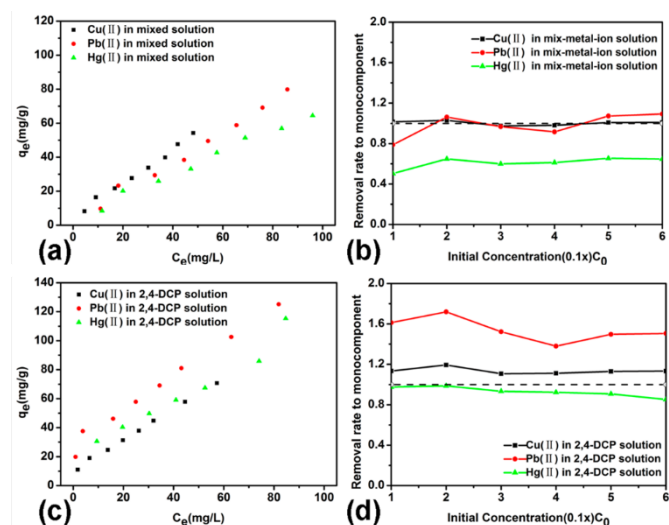 120
100
80
60
40
20
0
qe(mg/g)
Cu(Ⅱ) in mixed solution
Pb(Ⅱ) in mixed solution
Hg(Ⅱ) in mixed solution
(a)
0 20 40 60 80 100
Ce(mg/L)
2.0
1.6
1.2
0.8
0.4
0.0
Removal rate to monocomponent
Cu(Ⅱ) in mix-metal-ion solution
Pb(Ⅱ) in mix-metal-ion solution
Hg(Ⅱ) in mix-metal-ion solution
(b)
1 2 3 4 5 6
Initial Concentration(0.1x)C0
140
120
100
80
60
40
20
0
qe(mg/g)
Cu(Ⅱ) in 2,4-DCP solution
Pb(Ⅱ) in 2,4-DCP solution
Hg(Ⅱ) in 2,4-DCP solution
(c)
0 20 40 60 80 100
Ce(mg/L)
2.0
1.6
1.2
0.8
0.4
0.0
Removal rate to monocomponent
Cu(Ⅱ) in 2,4-DCP solution
Pb(Ⅱ) in 2,4-DCP solution
Hg(Ⅱ) in 2,4-DCP solution
(d)
1 2 3 4 5 6
Initial Concentration(0.1x)C0